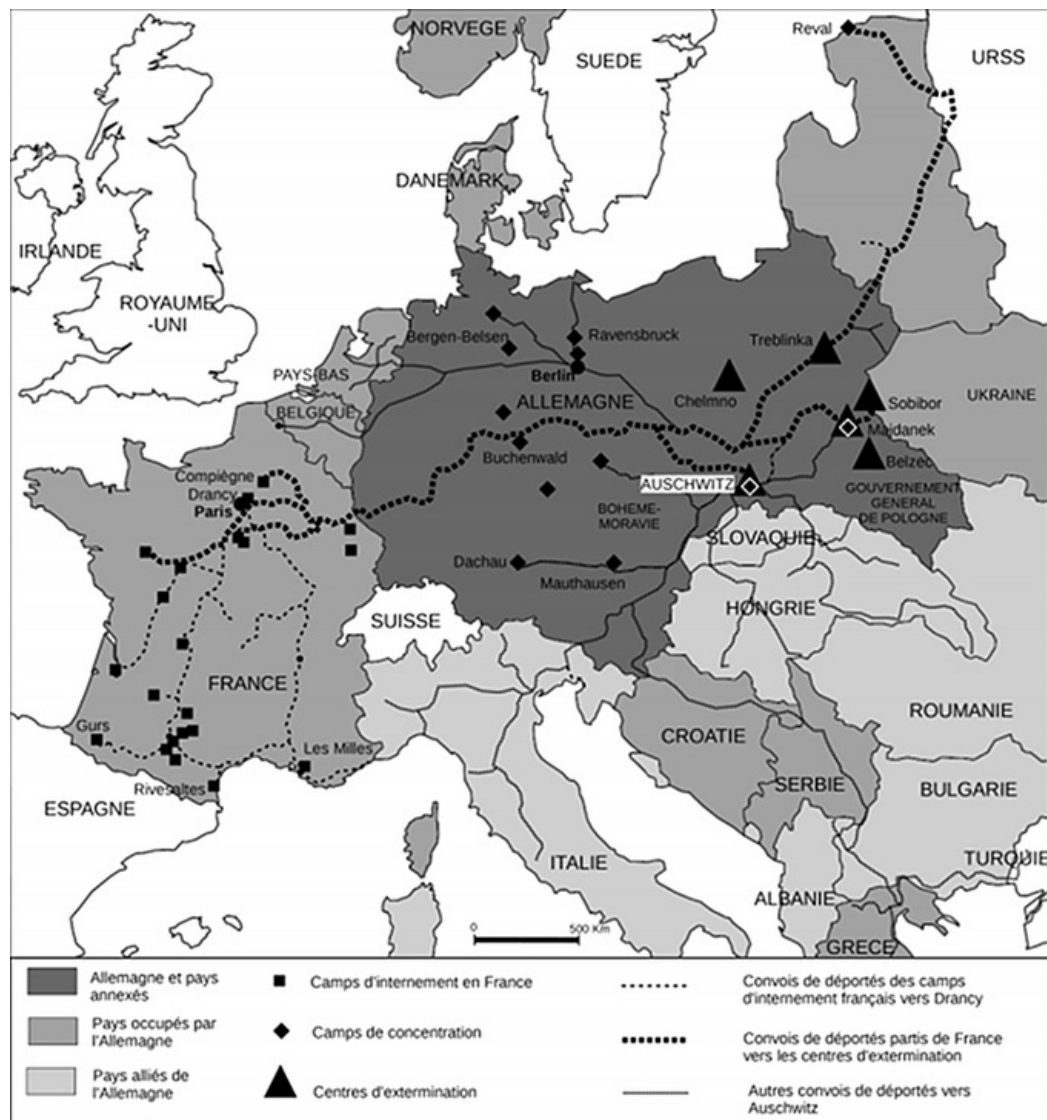 NORVEGE
Reval
SUEDE
URSS
DANEMARK
IRLANDE
ROYAUME
-UNI
Bergen-Belsen
Ravensbruck
Treblinka
PAYS-BAS
Berlin
Chelmno
ALLEMAGNE
Sobibor
UKRAINE
BELGIQUE
Majdanek
Buchenwald
Belzec
Compiègne
Drancy
Paris
AUSCHWITZ
GOUVERNEMENT
GENERAL
DE POLOGNE
BOHEME-
MORAVIE
SLOVAQUIE
Dachau
Mauthausen
HONGRIE
SUISSE
FRANCE
ROUMANIE
Gurs
Les Milles
CROATIE
Rivesaltes
SERBIE
BULGARIE
ESPAGNE
ITALIE
TURQUIE
ALBANIE
0
500 Km
GRECE
Allemagne et pays
annexés
Pays occupés par
l'Allemagne
Pays alliés de
l'Allemagne
Camps d'internement en France
Camps de concentration
Centres d'extermination
Convois de déportés des camps
d'internement français vers Drancy
Convois de déportés partis de France
vers les centres d'extermination
Autres convois de déportés vers
Auschwitz